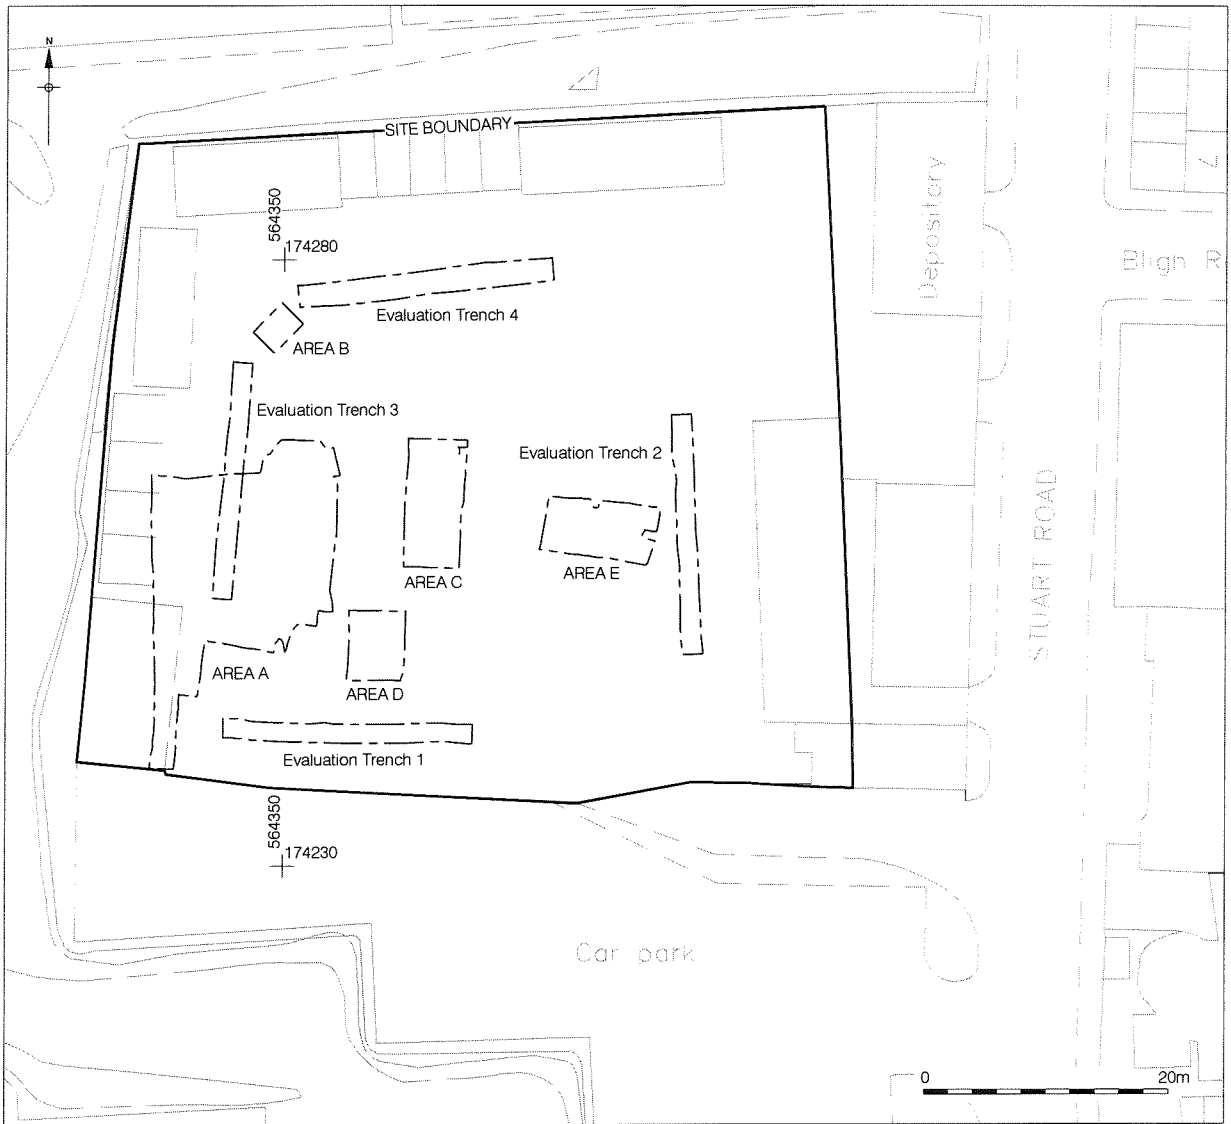 N
SITE BOUNDARY
564350
174280
Depository
Evaluation Trench 4
AREA B
Evaluation Trench 3
Evaluation Trench 2
STUART ROAD
AREA C
AREA E
AREA A
AREA D
Evaluation Trench 1
564350
174230
Car park
0
20m